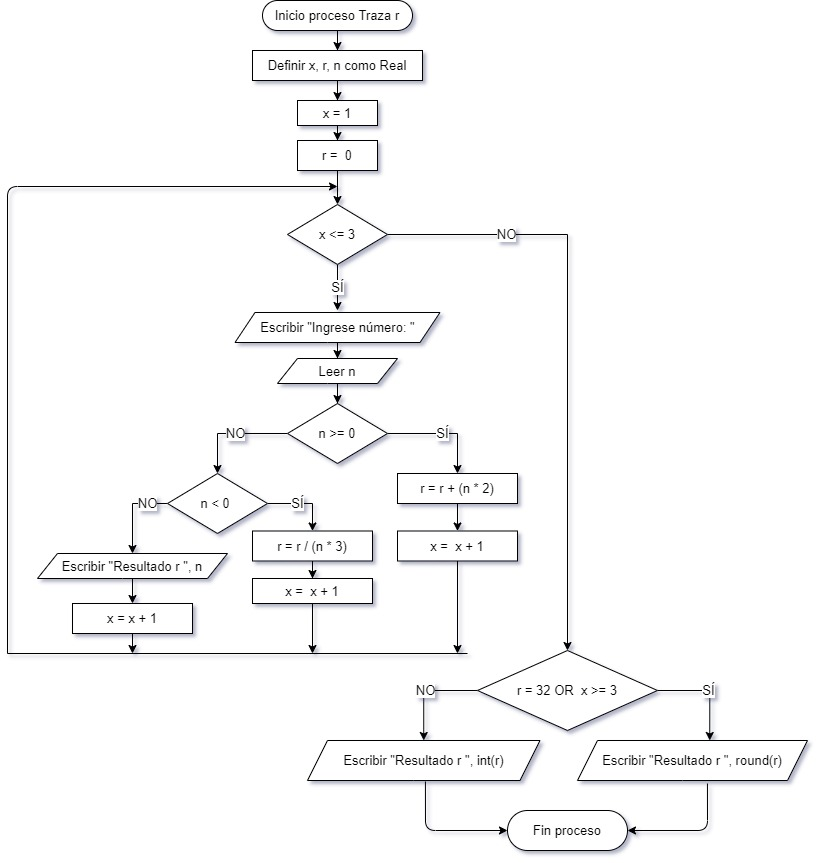 Inicio proceso Traza r
Definir x, r, n como Real
x = 1
r = 0
x <= 3
NO
SÍ
Escribir "Ingrese número: "
Leer n
n >= 0
NO
SÍ
r = r + (n * 2)
x = x + 1
n < 0
NO
SÍ
r = r / (n * 3)
x = x + 1
Escribir "Resultado r ", n
x = x + 1
r = 32 OR x >= 3
NO
SÍ
Escribir "Resultado r ", int(r)
Escribir "Resultado r ", round(r)
Fin proceso